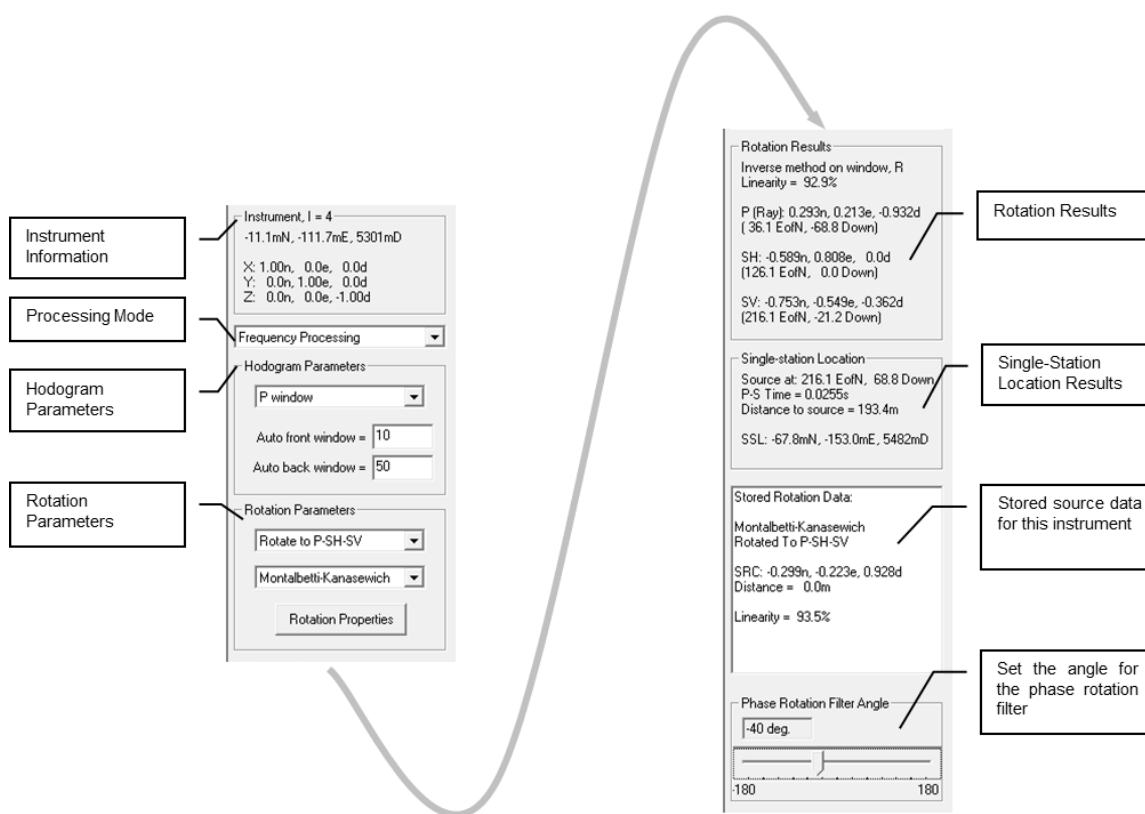 Instrument
Information
Processing Mode
Hodogram
Parameters
Rotation
Parameters
Instrument, I = 4
-11.1mN, -111.7mE, 5301mD
X: 1.00n, 0.0e, 0.0d
Y: 0.0n, 1.00e, 0.0d
Z: 0.0n, 0.0e, -1.00d
Frequency Processing
Hodogram Parameters
P window
Auto front window = 10
Auto back window = 50
Rotation Parameters
Rotate to P-SH-SV
Montalbetti-Kanasewich
Rotation Properties
Rotation Results
Inverse method on window, R
Linearity = 92.9%
P (Ray): 0.293n, 0.213e, -0.932d
( 36.1 EofN, -68.8 Down)
SH: -0.589n, 0.808e, 0.0d
(126.1 EofN, 0.0 Down)
SV: -0.753n, -0.549e, -0.362d
(216.1 EofN, -21.2 Down)
Single-station Location
Source at: 216.1 EofN, 68.8 Down
P-S Time = 0.0255s
Distance to source = 193.4m
SSL: -67.8mN, -153.0mE, 5482mD
Stored Rotation Data:
Montalbetti-Kanasewich
Rotated To P-SH-SV
SRC: -0.299n, -0.223e, 0.928d
Distance = 0.0m
Linearity = 93.5%
Phase Rotation Filter Angle
-40 deg.
-180 180
Rotation Results
Single-Station
Location Results
Stored source data
for this instrument
Set the angle for
the phase rotation
filter